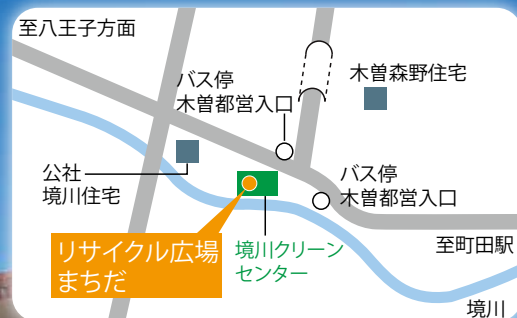 至八王子方面
バス停
木曽都営入口
木曽森野住宅
公社
境川住宅
バス停
木曽都営入口
リサイクル広場
まちだ
境川クリーン
センター
至町田駅
境川